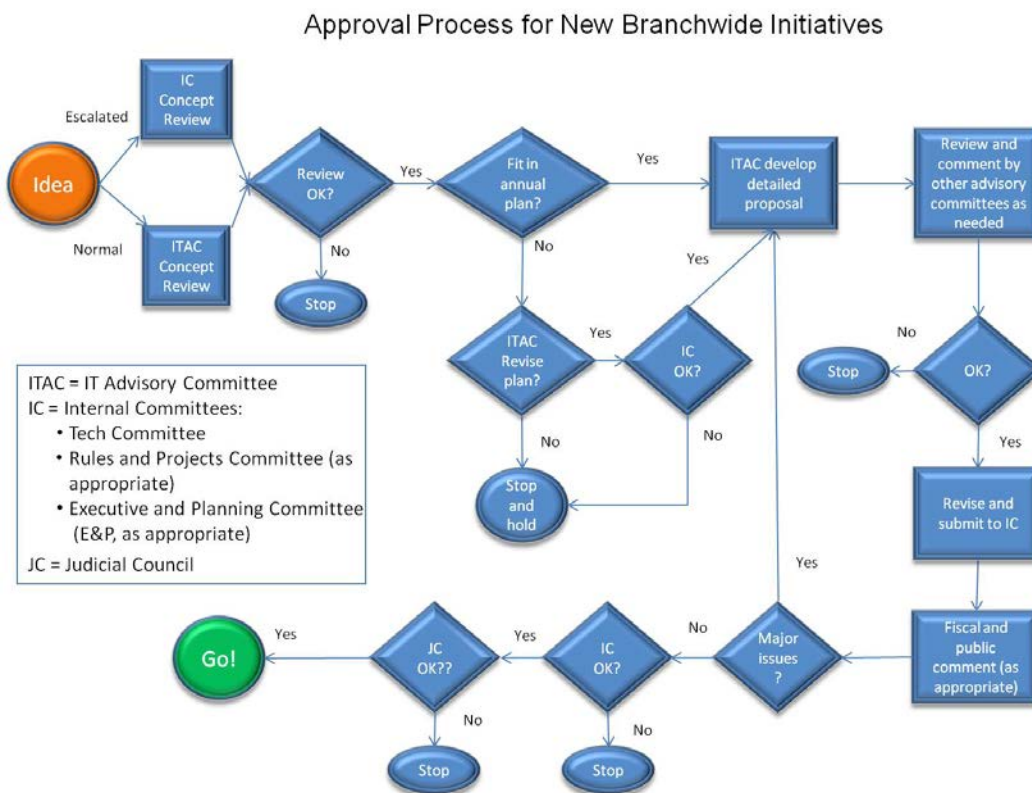 Approval Process for New Branchwide Initiatives
IC
Concept
Review
Escalated
Idea
Normal
ITAC
Concept
Review
Review
OK?
Yes
No
Stop
Fit in
annual
plan?
Yes
No
ITAC develop
detailed
proposal
Review and
comment by
other advisory
committees as
needed
ITAC
Revise
plan?
Yes
No
IC
OK?
Yes
No
Stop
and
hold
OK?
No
Stop
Yes
Revise and
submit to IC
Fiscal and
public
comment (as
appropriate)
Major
issues
?
Yes
No
IC
OK?
Yes
No
Stop
JC
OK??
Yes
No
Stop
Go!
ITAC = IT Advisory Committee
IC = Internal Committees:
• Tech Committee
• Rules and Projects Committee (as
appropriate)
• Executive and Planning Committee
(E&P, as appropriate)
JC = Judicial Council